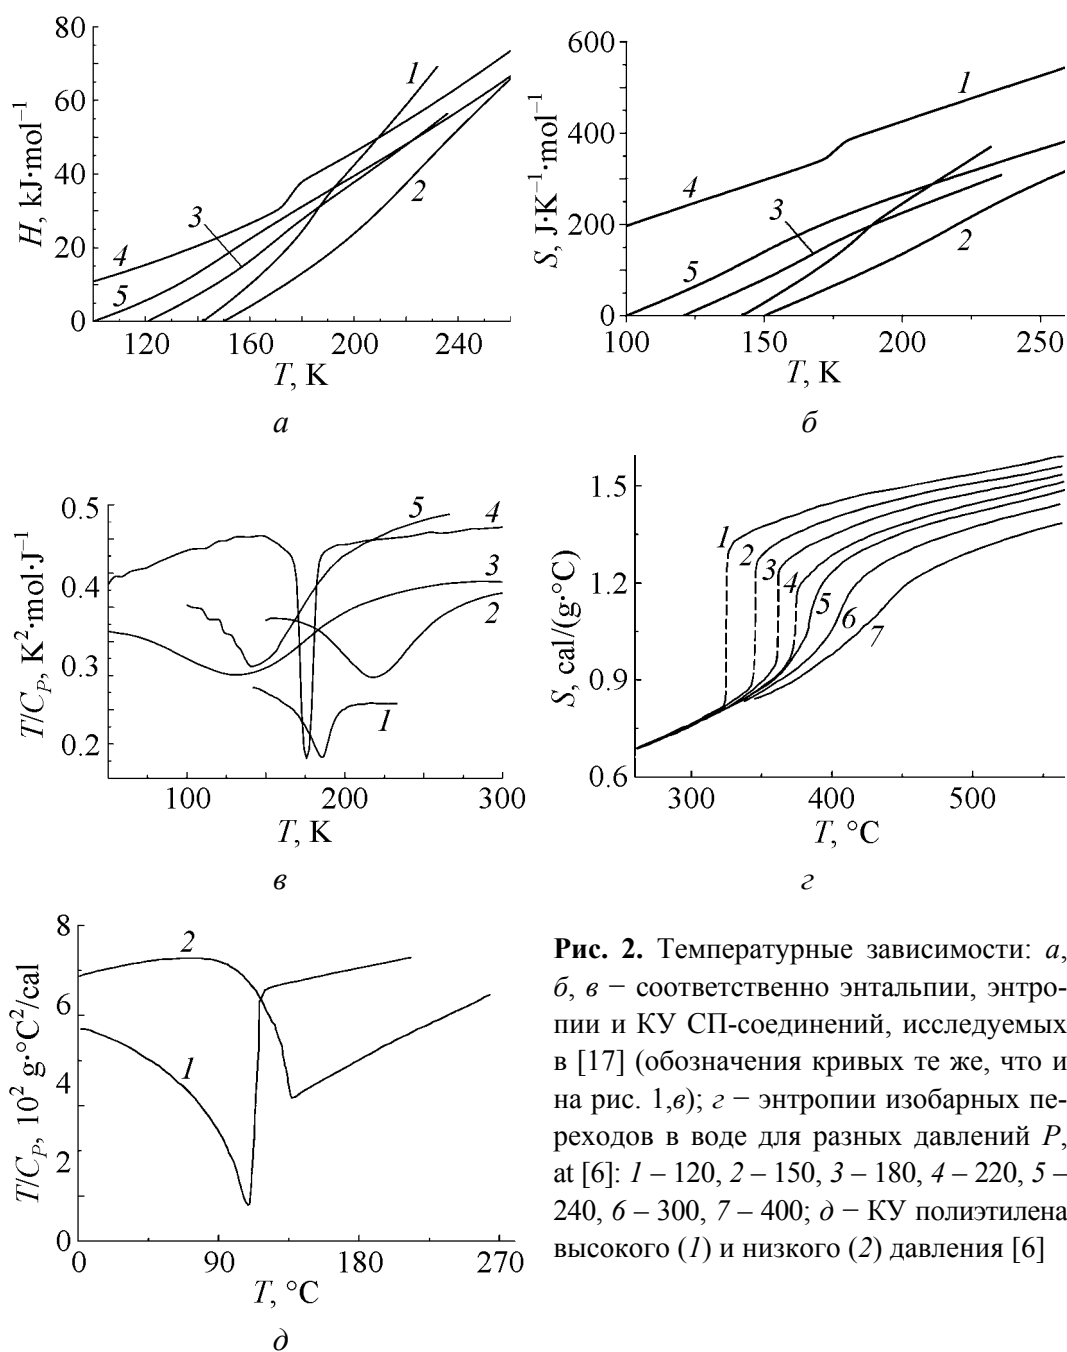 80
60
40
20
0
H, kJ·mol⁻¹
1
2
3
4
5
120 160 200 240
T, K
а
600
400
200
0
S, J·K⁻¹·mol⁻¹
1
2
3
4
5
100 150 200 250
T, K
б
0.5
0.4
0.3
0.2
T/C_P, K²·mol·J⁻¹
5
4
3
2
1
100 200 300
T, K
в
1.5
1.2
0.9
0.6
S, cal/(g·°C)
1
2
3
4
5
6
7
300 400 500
T, °C
г
8
6
4
2
0
T/C_P, 10² g·°C²/cal
2
1
0 90 180 270
T, °C
д
Рис. 2. Температурные зависимости: а,
б, в – соответственно энтальпии, энтро-
пии и КУ СП-соединений, исследуемых
в [17] (обозначения кривых те же, что и
на рис. 1,в); г – энтропии изобарных пе-
реходов в воде для разных давлений P,
at [6]: 1 – 120, 2 – 150, 3 – 180, 4 – 220, 5 –
240, 6 – 300, 7 – 400; д – КУ полиэтилена
высокого (1) и низкого (2) давления [6]